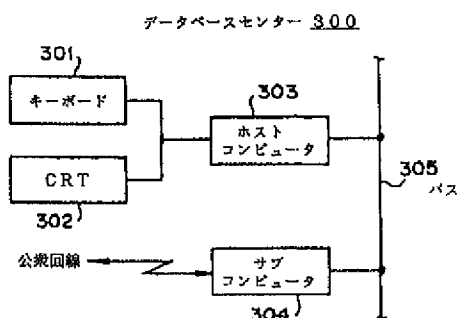 データベースセンター 300
301
キーボード
303
ホスト
コンピュータ
CRT
302
305
バス
公衆回線
サブ
コンピュータ
304